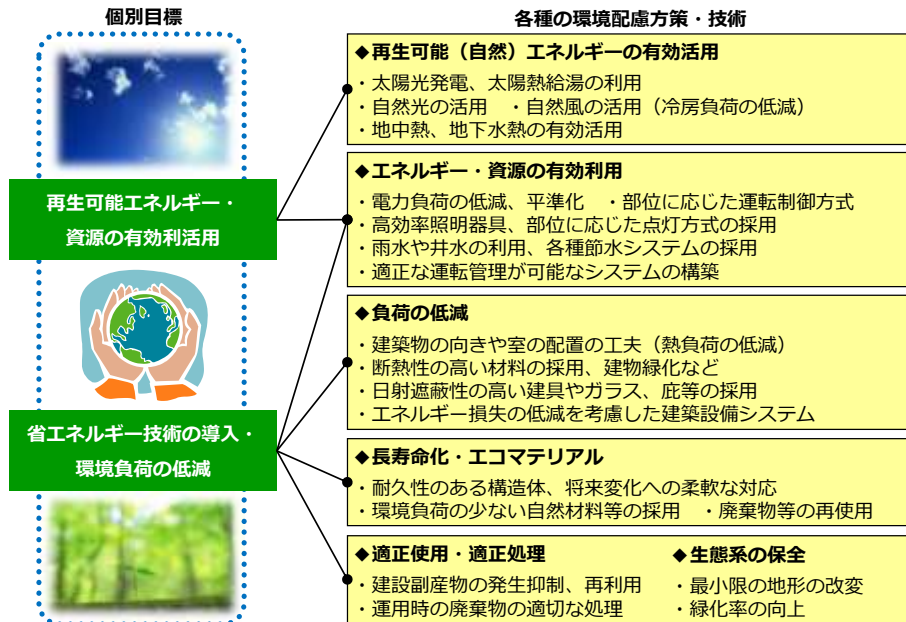 個別目標
各種の環境配慮方策・技術
再生可能エネルギー・
資源の有効利活用
省エネルギー技術の導入・
環境負荷の低減
◆再生可能（自然）エネルギーの有効活用
・太陽光発電、太陽熱給湯の利用
・自然光の活用　・自然風の活用（冷房負荷の低減）
・地中熱、地下水熱の有効活用
◆エネルギー・資源の有効利用
・電力負荷の低減、平準化　・部位に応じた運転制御方式
・高効率照明器具、部位に応じた点灯方式の採用
・雨水や井水の利用、各種節水システムの採用
・適正な運転管理が可能なシステムの構築
◆負荷の低減
・建築物の向きや室の配置の工夫（熱負荷の低減）
・断熱性の高い材料の採用、建物緑化など
・日射遮蔽性の高い建具やガラス、庇等の採用
・エネルギー損失の低減を考慮した建築設備システム
◆長寿命化・エコマテリアル
・耐久性のある構造体、将来変化への柔軟な対応
・環境負荷の少ない自然材料等の採用　・廃棄物等の再使用
◆適正使用・適正処理
・建設副産物の発生抑制、再利用
・運用時の廃棄物の適切な処理
◆生態系の保全
・最小限の地形の改変
・緑化率の向上